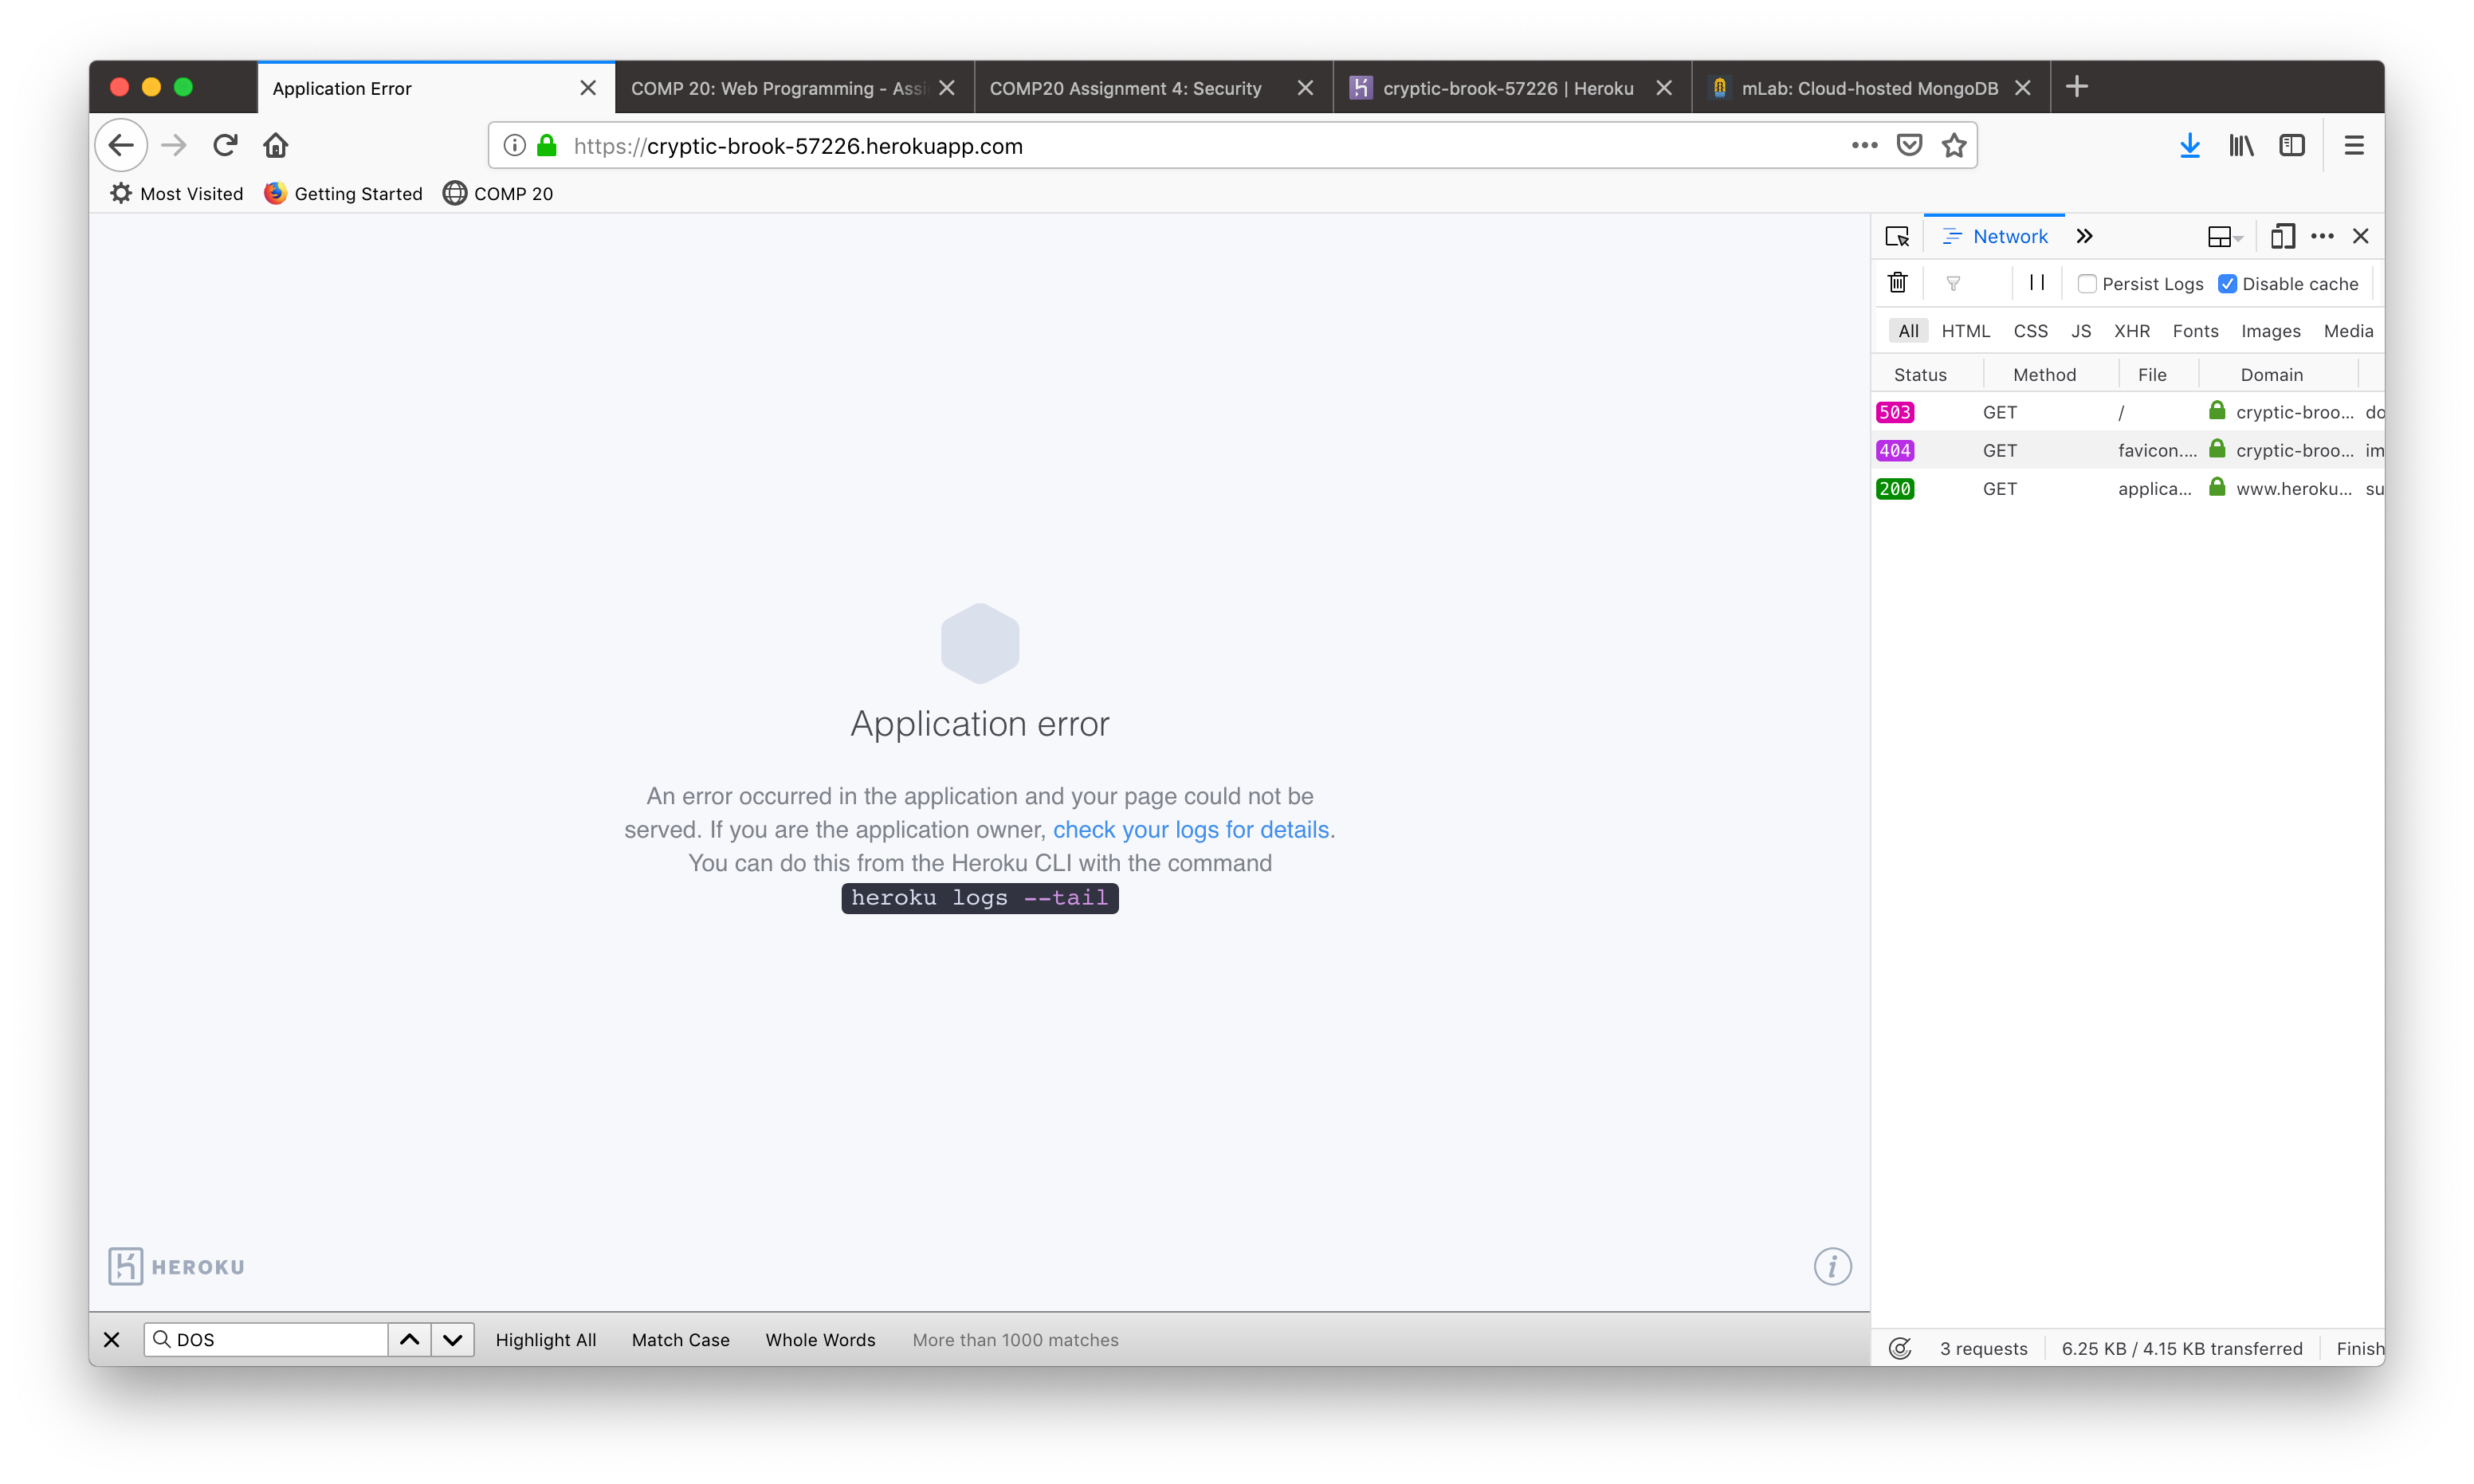 Application Error
COMP 20: Web Programming - Assi
COMP20 Assignment 4: Security
cryptic-brook-57226 | Heroku
mLab: Cloud-hosted MongoDB
https://cryptic-brook-57226.herokuapp.com
Most Visited
Getting Started
COMP 20
Network
Persist Logs
Disable cache
All HTML CSS JS XHR Fonts Images Media
Status Method File Domain
503 GET / cryptic-broo... do
404 GET favicon.... cryptic-broo... im
200 GET applica... www.heroku... su
Application error
An error occurred in the application and your page could not be
served. If you are the application owner, check your logs for details.
You can do this from the Heroku CLI with the command
heroku logs --tail
HEROKU
DOS
Highlight All
Match Case
Whole Words
More than 1000 matches
3 requests
6.25 KB / 4.15 KB transferred
Finish